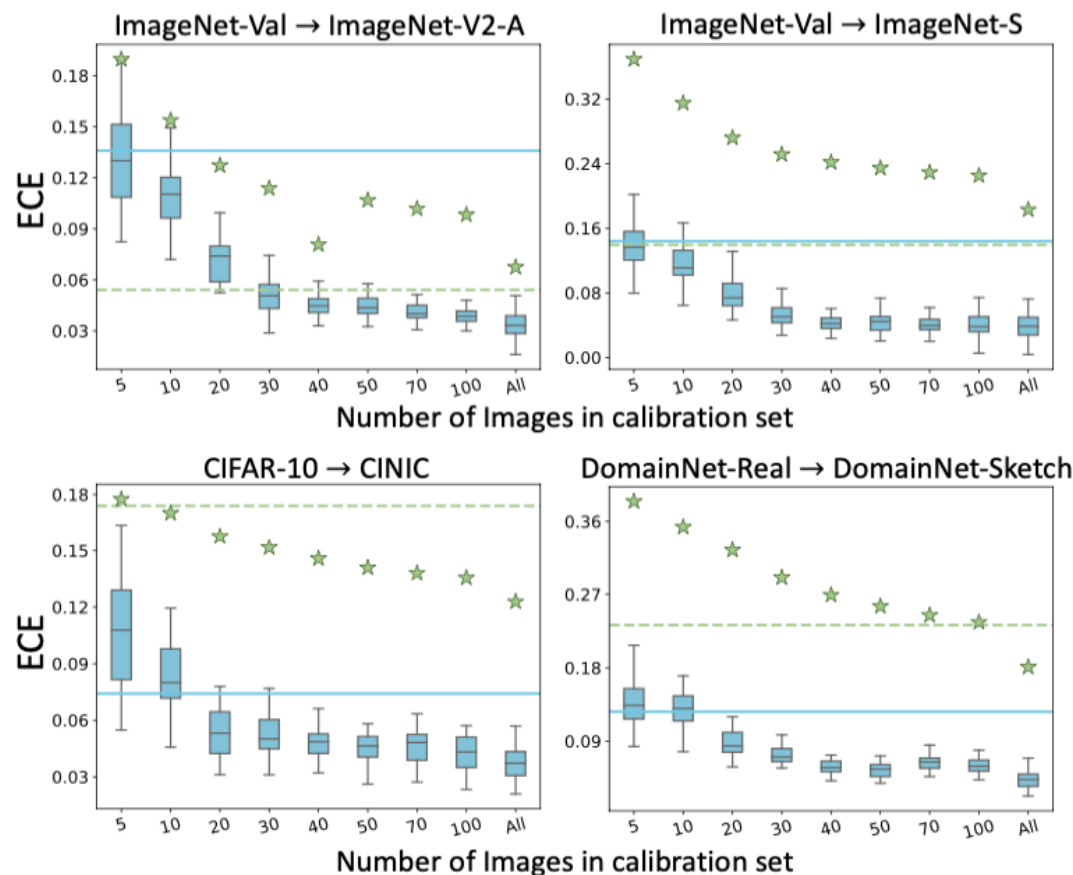 ImageNet-Val → ImageNet-V2-A
ImageNet-Val → ImageNet-S
ECE
0.18
0.15
0.12
0.09
0.06
0.03
5 10 20 30 40 50 70 100 All
0.32
0.24
0.16
0.08
0.00
5 10 20 30 40 50 70 100 All
Number of Images in calibration set
CIFAR-10 → CINIC
DomainNet-Real → DomainNet-Sketch
ECE
0.18
0.15
0.12
0.09
0.06
0.03
5 10 20 30 40 50 70 100 All
0.36
0.27
0.18
0.09
5 10 20 30 40 50 70 100 All
Number of Images in calibration set